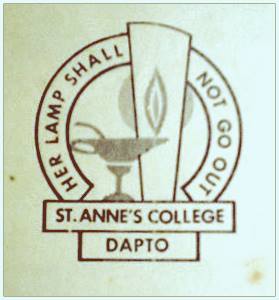 HER LAMP SHALL NOT GO OUT
ST. ANNE'S COLLEGE
DAPTO